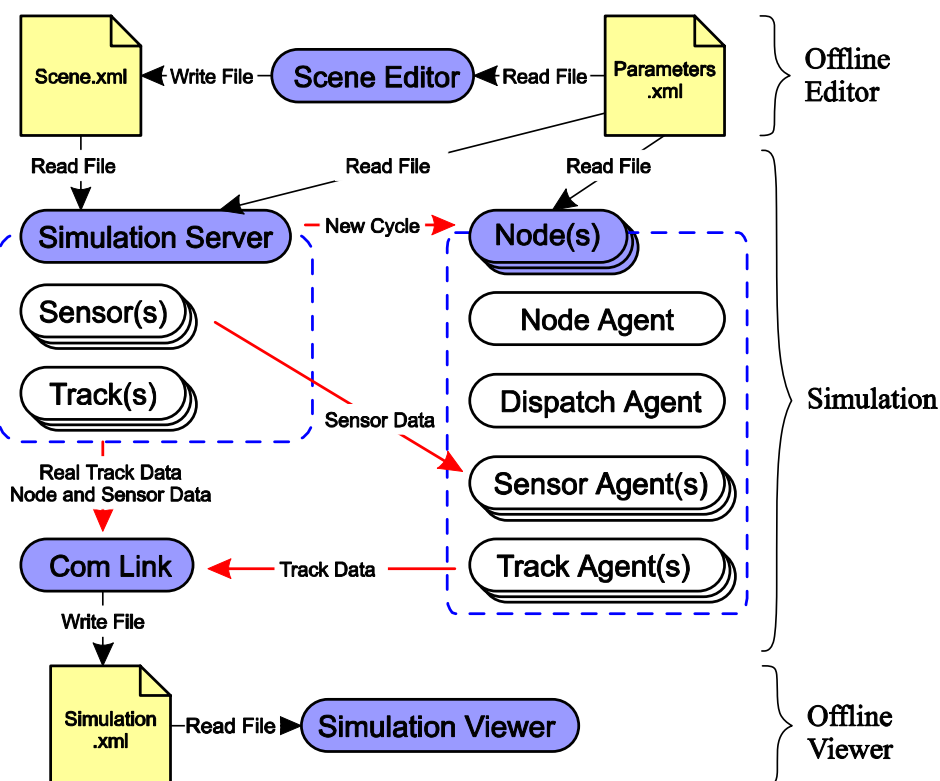 Scene.xml
Write File
Scene Editor
Read File
Parameters
.xml
Offline
Editor
Read File
Read File
Read File
Simulation Server
New Cycle
Node(s)
Sensor(s)
Node Agent
Track(s)
Dispatch Agent
Simulation
Sensor Data
Real Track Data
Node and Sensor Data
Sensor Agent(s)
Com Link
Track Data
Track Agent(s)
Write File
Simulation
.xml
Read File
Simulation Viewer
Offline
Viewer